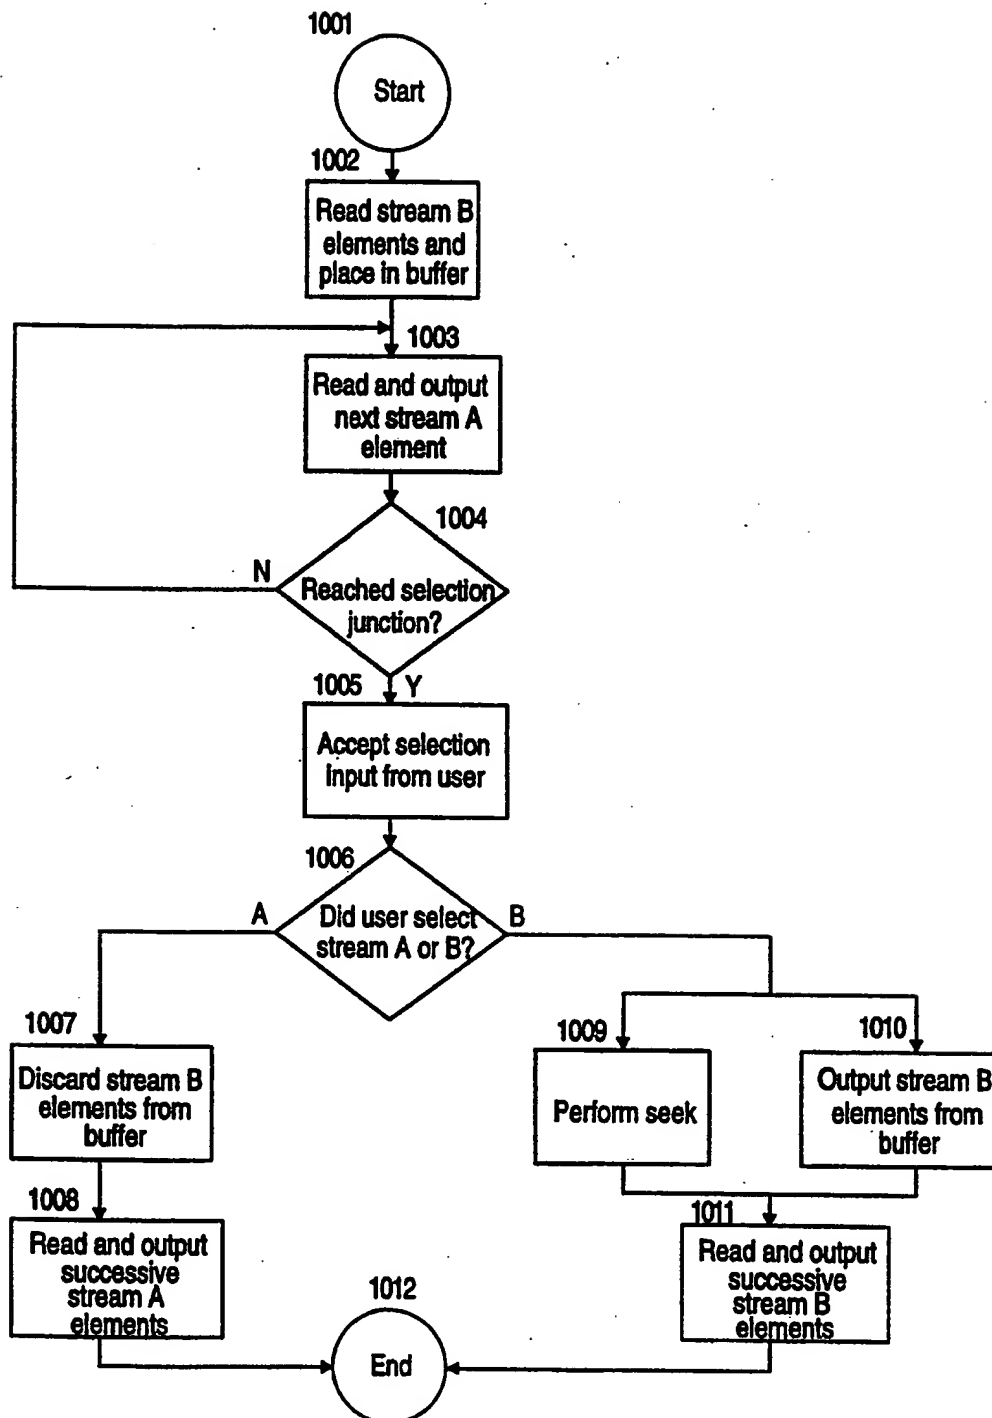 1001
Start
1002
Read stream B
elements and
place in buffer
1003
Read and output
next stream A
element
1004
N
Reached selection
junction?
1005
Y
Accept selection
input from user
1006
A
Did user select
stream A or B?
B
1007
Discard stream B
elements from
buffer
1009
Perform seek
1010
Output stream B
elements from
buffer
1008
Read and output
successive
stream A
elements
1011
Read and output
successive
stream B
elements
1012
End